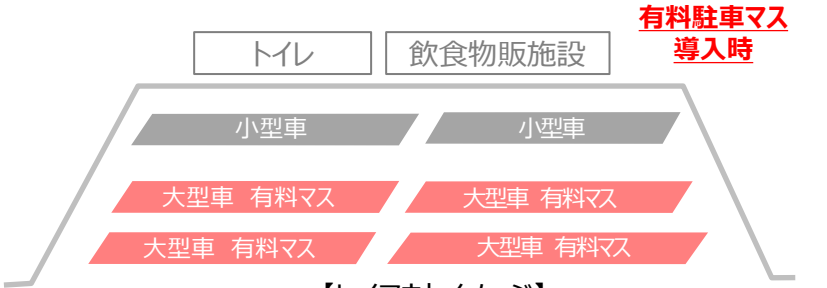 有料駐車マス
導入時
トイレ
飲食物販施設
小型車
小型車
大型車 有料マス
大型車 有料マス
大型車 有料マス
大型車 有料マス